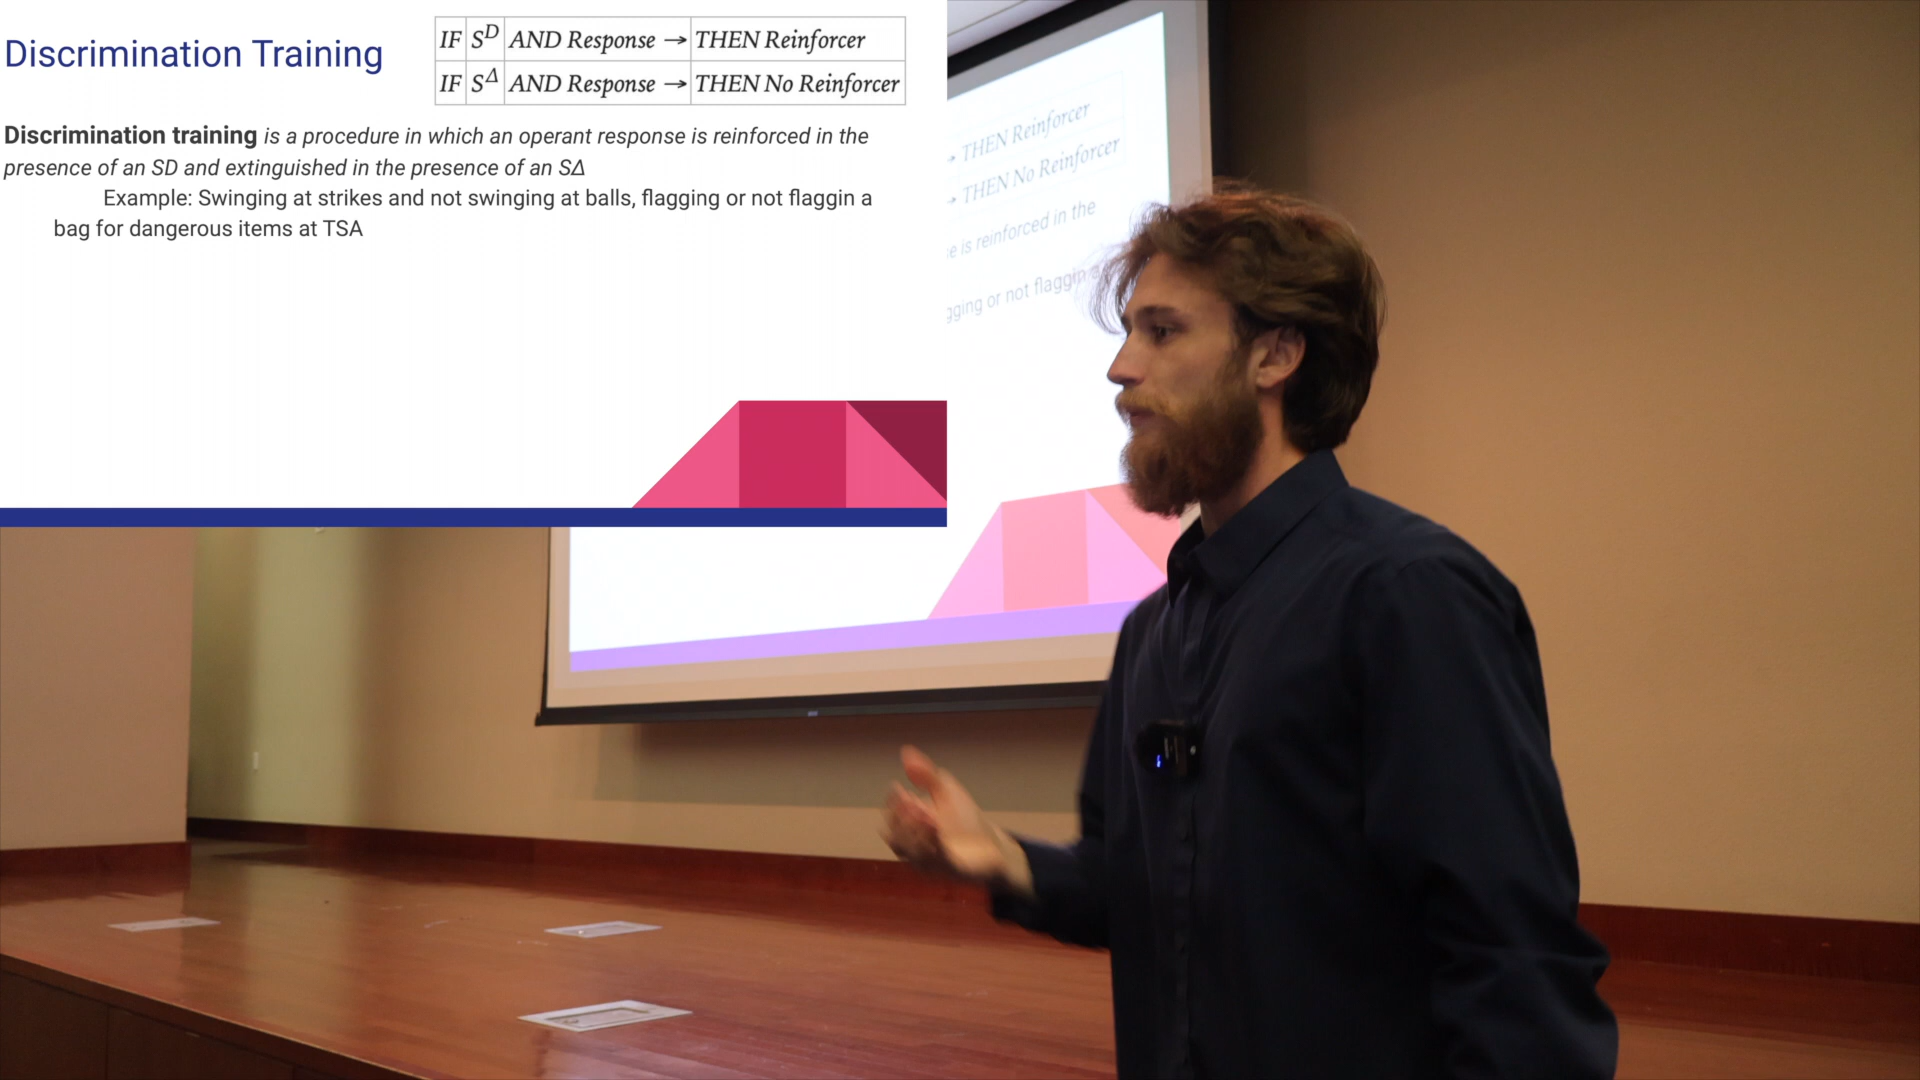 Discrimination Training
IF S^D AND Response → THEN Reinforcer
IF S^Δ AND Response → THEN No Reinforcer
Discrimination training is a procedure in which an operant response is reinforced in the
presence of an SD and extinguished in the presence of an SΔ
Example: Swinging at strikes and not swinging at balls, flagging or not flaggin a
bag for dangerous items at TSA
→ THEN Reinforcer
→ THEN No Reinforcer
is reinforced in the
or not flaggin a